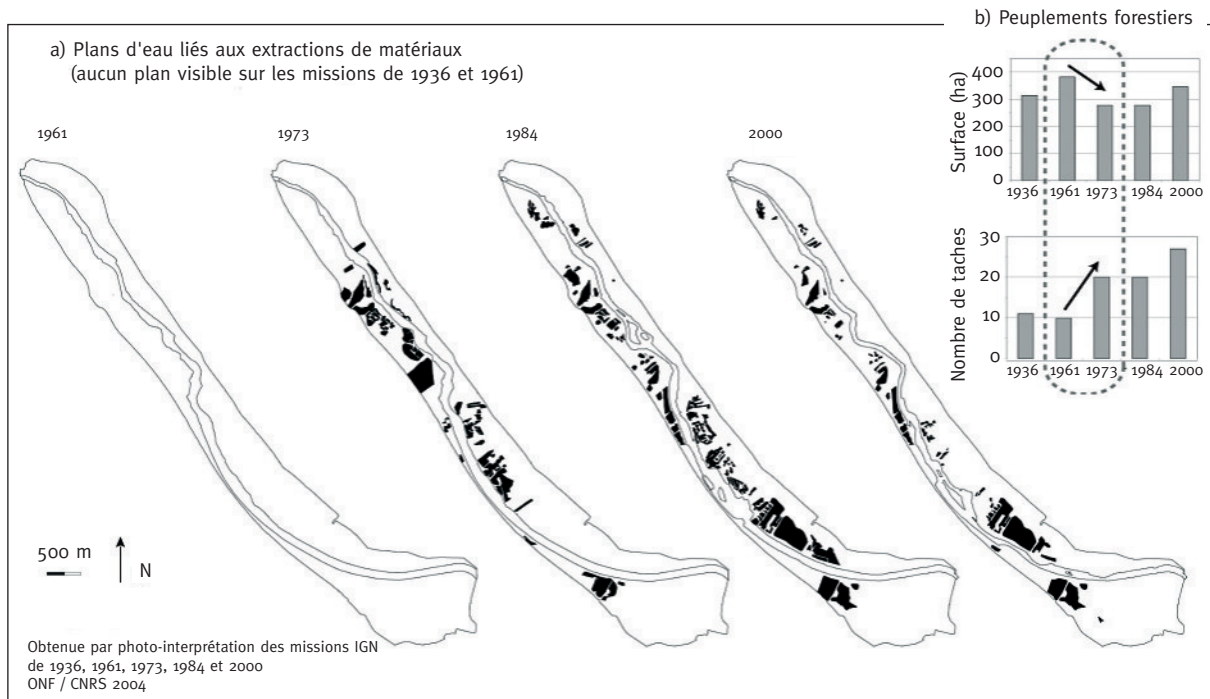 a) Plans d'eau liés aux extractions de matériaux
(aucun plan visible sur les missions de 1936 et 1961)
1961
1973
1984
2000
500 m
N
Obtenue par photo-interprétation des missions IGN
de 1936, 1961, 1973, 1984 et 2000
ONF / CNRS 2004
b) Peuplements forestiers
Surface (ha)
400
300
200
100
0
1936 1961 1973 1984 2000
Nombre de taches
30
20
10
0
1936 1961 1973 1984 2000